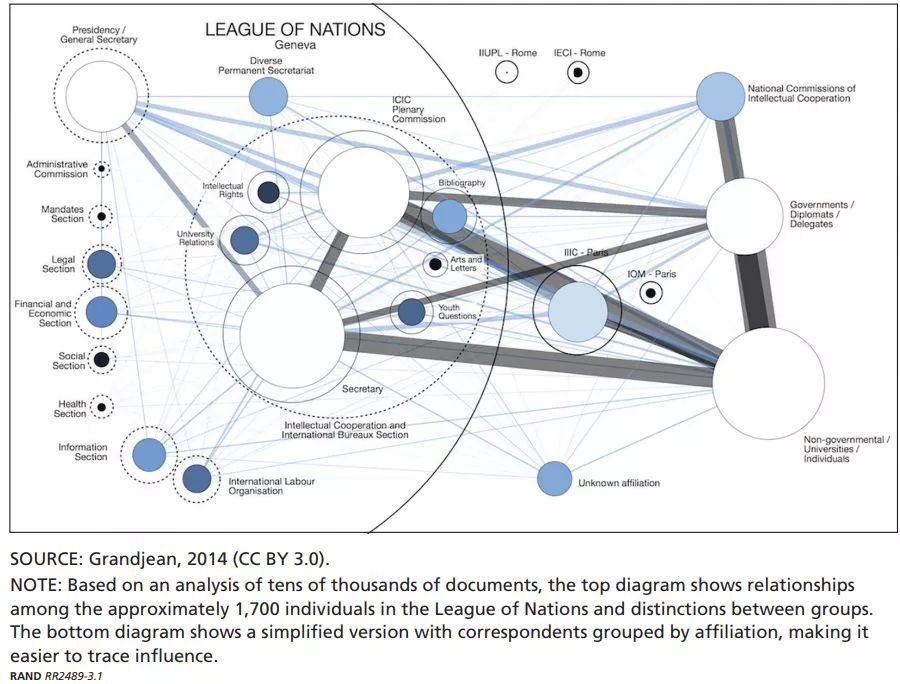 Presidency /
General Secretary
LEAGUE OF NATIONS
Geneva
Diverse
Permanent Secretariat
IIUPL - Rome
IECI - Rome
National Commissions of
Intellectual Cooperation
ICIC
Plenary
Commission
Administrative
Commission
Intellectual
Rights
Bibliography
Mandates
Section
University
Relations
Governments /
Diplomats /
Delegates
Legal
Section
Arts and
Letters
IIIC - Paris
IOM - Paris
Financial and
Economic
Section
Youth
Questions
Social
Section
Secretary
Health
Section
Intellectual Cooperation and
International Bureaux Section
Non-governmental /
Universities /
Individuals
Information
Section
International Labour
Organisation
Unknown affiliation
SOURCE: Grandjean, 2014 (CC BY 3.0).
NOTE: Based on an analysis of tens of thousands of documents, the top diagram shows relationships
among the approximately 1,700 individuals in the League of Nations and distinctions between groups.
The bottom diagram shows a simplified version with correspondents grouped by affiliation, making it
easier to trace influence.
RAND RR2489-3.1